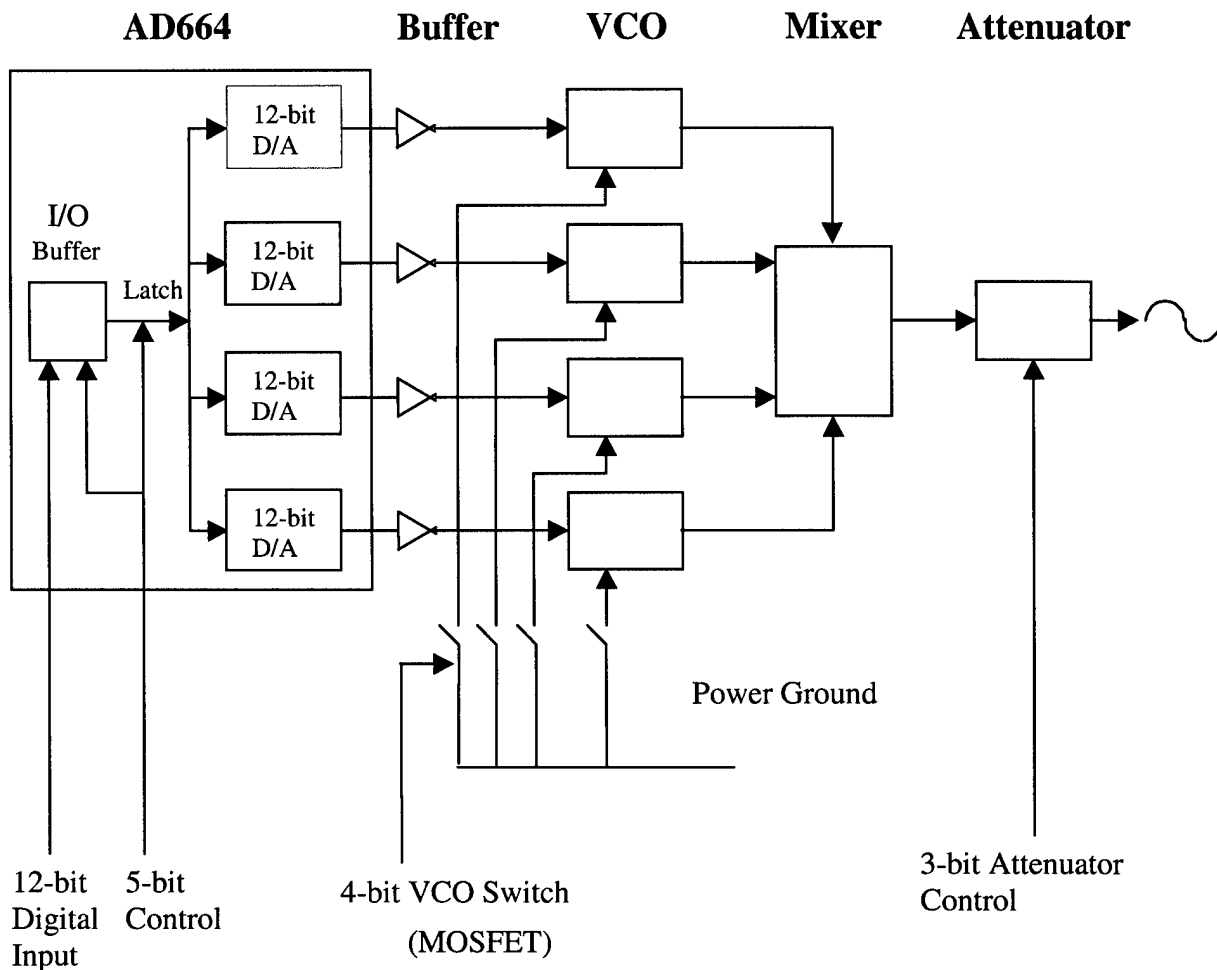 AD664
Buffer
VCO
Mixer
Attenuator
12-bit
D/A
I/O
Buffer
12-bit
D/A
Latch
12-bit
D/A
12-bit
D/A
Power Ground
12-bit
Digital
Input
5-bit
Control
4-bit VCO Switch
(MOSFET)
3-bit Attenuator
Control